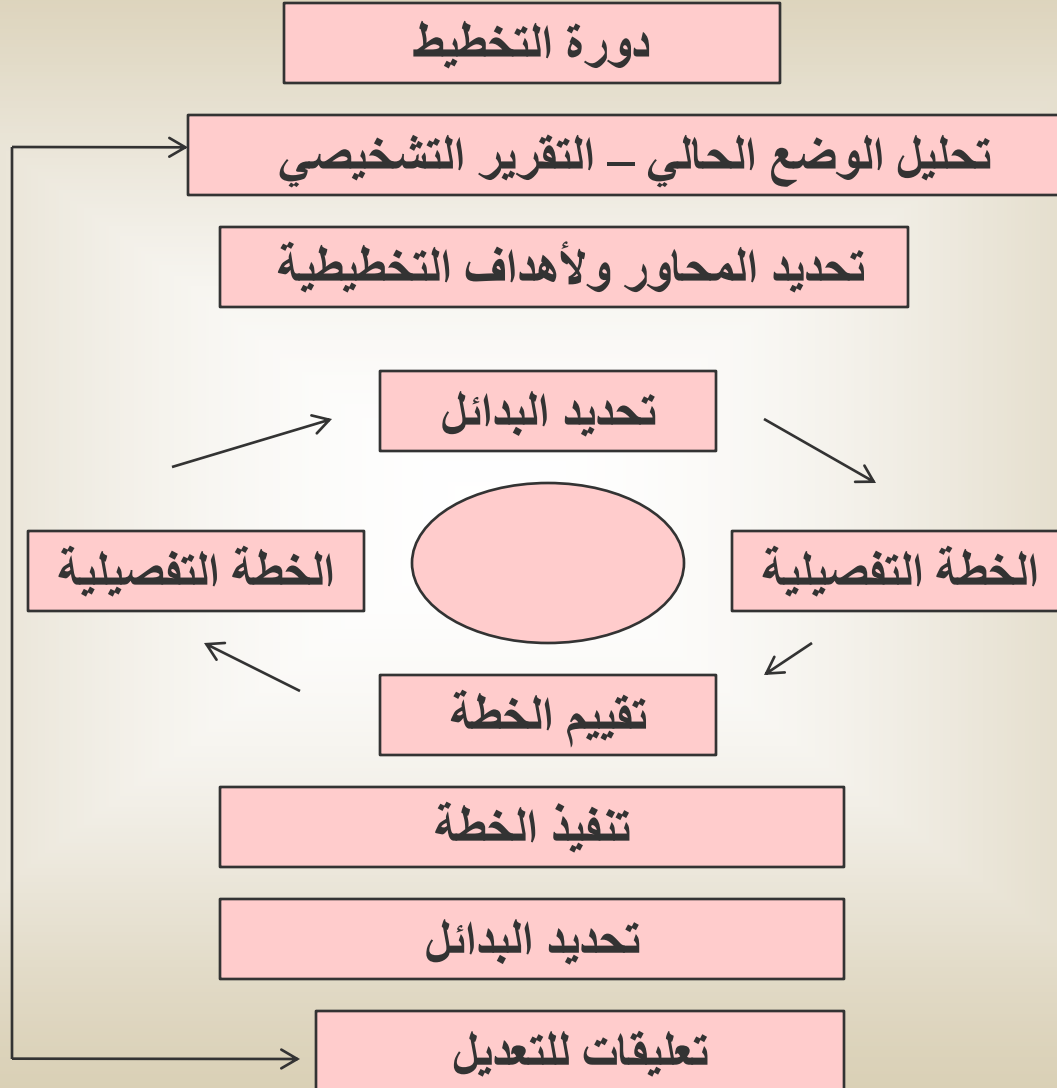 دورة التخطيط
تحليل الوضع الحالي – التقرير التشخيصي
تحديد المحاور ولأهداف التخطيطية
تحديد البدائل
الخطة التفصيلية
الخطة التفصيلية
تقييم الخطة
تنفيذ الخطة
تحديد البدائل
تعليقات للتعديل